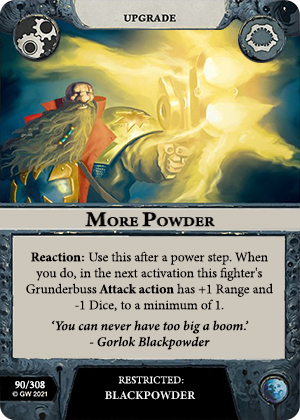 UPGRADE
MORE POWDER
Reaction: Use this after a power step. When
you do, in the next activation this fighter's
Grunderbuss Attack action has +1 Range and
-1 Dice, to a minimum of 1.
'You can never have too big a boom.'
- Gorlok Blackpowder
90/308
© GW 2021
RESTRICTED:
BLACKPOWDER